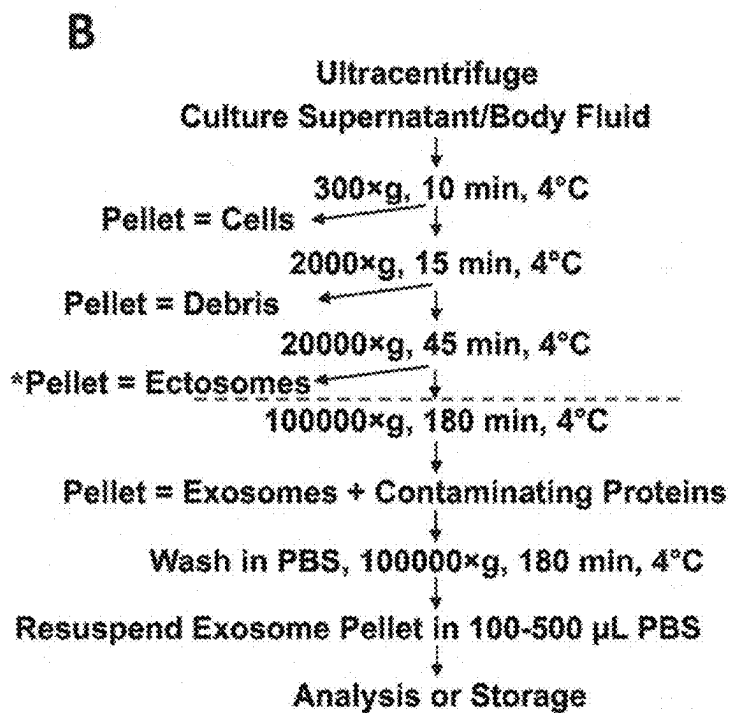 B
Ultracentrifuge
Culture Supernatant/Body Fluid
300×g, 10 min, 4°C
Pellet = Cells
2000×g, 15 min, 4°C
Pellet = Debris
20000×g, 45 min, 4°C
*Pellet = Ectosomes
100000×g, 180 min, 4°C
Pellet = Exosomes + Contaminating Proteins
Wash in PBS, 100000×g, 180 min, 4°C
Resuspend Exosome Pellet in 100-500 µL PBS
Analysis or Storage